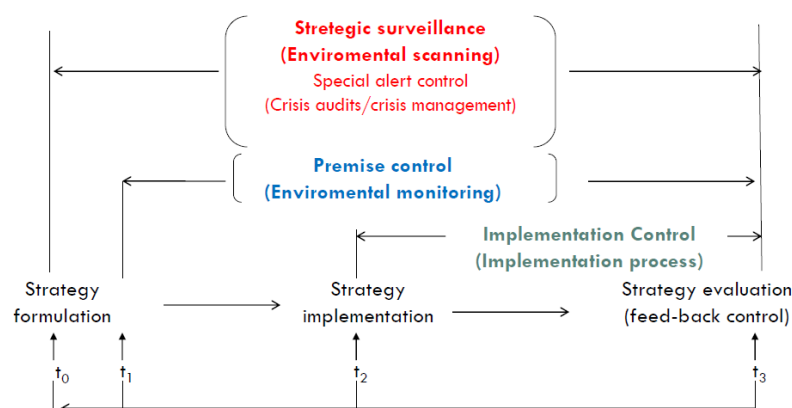 Stretegic surveillance
(Enviromental scanning)
Special alert control
(Crisis audits/crisis management)
Premise control
(Enviromental monitoring)
Implementation Control
(Implementation process)
Strategy
formulation
Strategy
implementation
Strategy evaluation
(feed-back control)
t0
t1
t2
t3